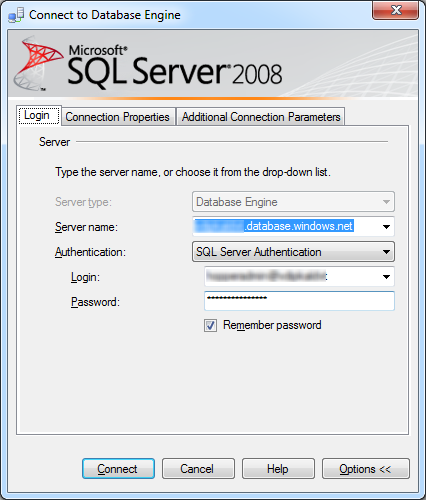 Connect to Database Engine
Microsoft®
SQL Server® 2008
Login Connection Properties Additional Connection Parameters
Server
Type the server name, or choose it from the drop-down list.
Server type: Database Engine
Server name: .database.windows.net
Authentication: SQL Server Authentication
Login:
Password: ***************
Remember password
Connect Cancel Help Options <<